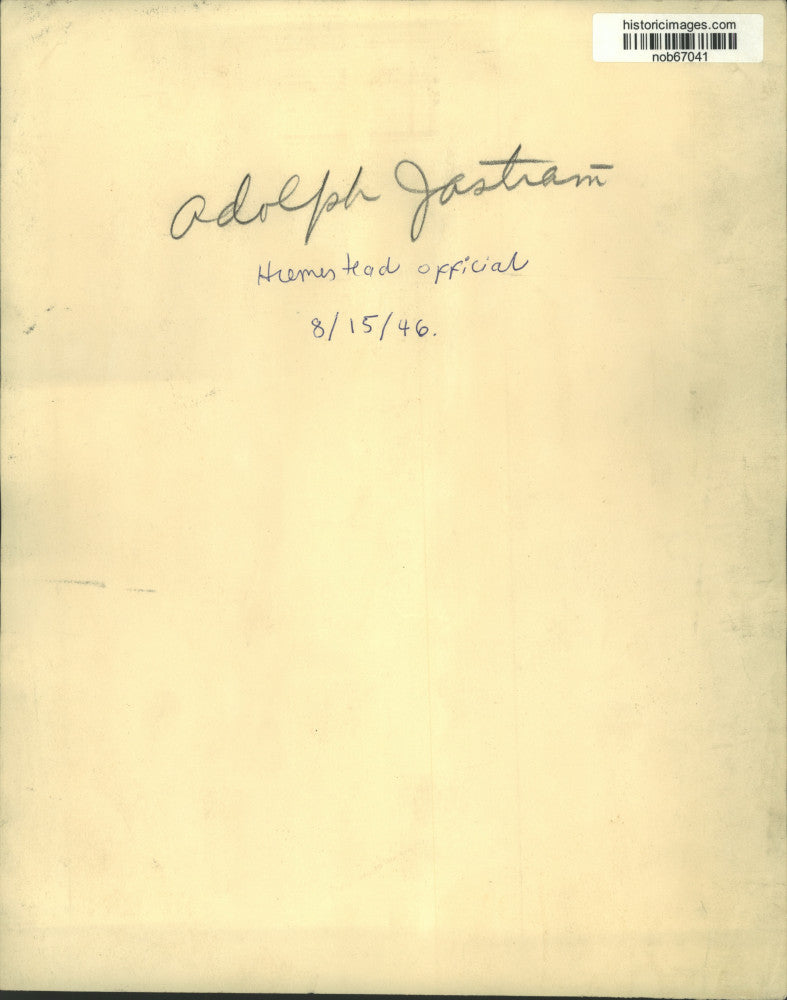 historicimages.com
nob67041
Adolph Jastram
Homestead official
8/15/46.